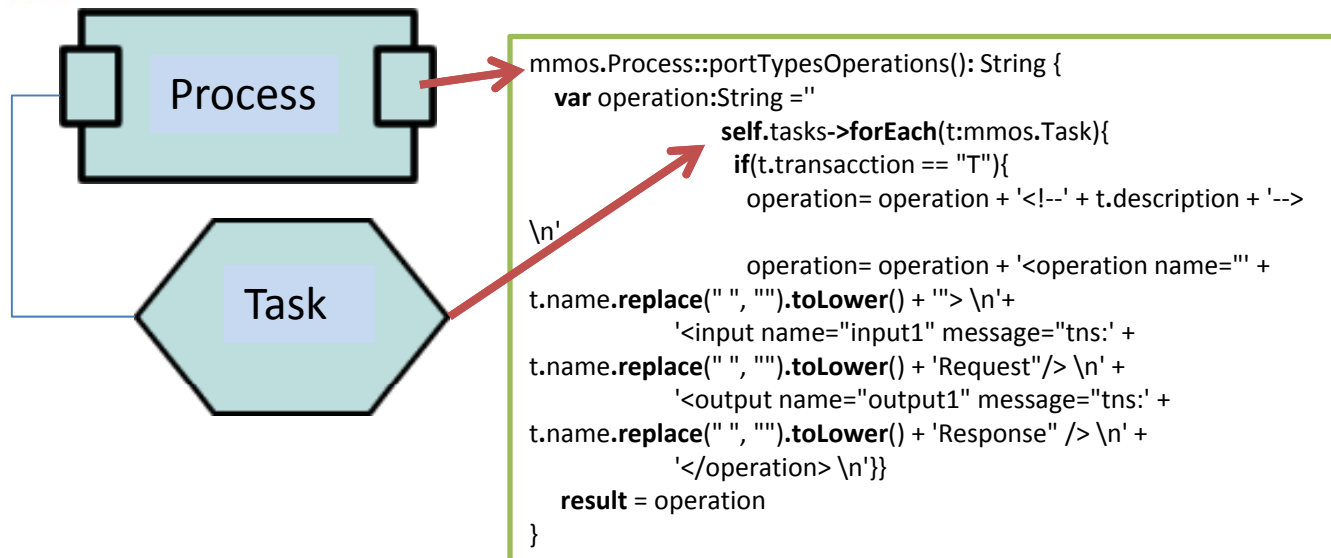 Process
Task
mmos.Process::portTypesOperations(): String {
var operation:String =''
self.tasks->forEach(t:mmos.Task){
if(t.transacction == "T"){
operation= operation + '<!--' + t.description + '-->
\n'
operation= operation + '<operation name="' +
t.name.replace(" ", "").toLower() + '"> \n'+
'<input name="input1" message="tns:' +
t.name.replace(" ", "").toLower() + 'Request"/> \n' +
'<output name="output1" message="tns:' +
t.name.replace(" ", "").toLower() + 'Response" /> \n' +
'</operation> \n'}}
result = operation
}